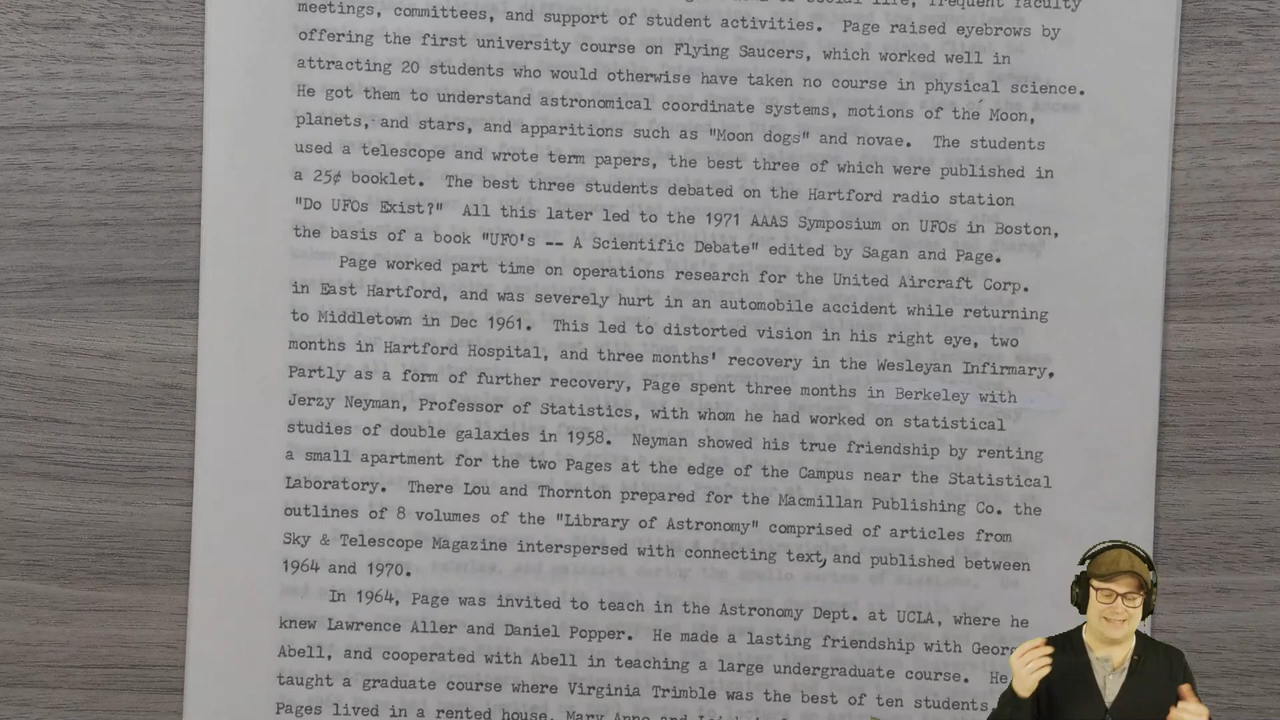 social life, frequent faculty
meetings, committees, and support of student activities. Page raised eyebrows by
offering the first university course on Flying Saucers, which worked well in
attracting 20 students who would otherwise have taken no course in physical science.
He got them to understand astronomical coordinate systems, motions of the Moon,
planets, and stars, and apparitions such as "Moon dogs" and novae. The students
used a telescope and wrote term papers, the best three of which were published in
a 25¢ booklet. The best three students debated on the Hartford radio station
"Do UFOs Exist?" All this later led to the 1971 AAAS Symposium on UFOs in Boston,
the basis of a book "UFO's -- A Scientific Debate" edited by Sagan and Page.
Page worked part time on operations research for the United Aircraft Corp.
in East Hartford, and was severely hurt in an automobile accident while returning
to Middletown in Dec 1961. This led to distorted vision in his right eye, two
months in Hartford Hospital, and three months' recovery in the Wesleyan Infirmary.
Partly as a form of further recovery, Page spent three months in Berkeley with
Jerzy Neyman, Professor of Statistics, with whom he had worked on statistical
studies of double galaxies in 1958. Neyman showed his true friendship by renting
a small apartment for the two Pages at the edge of the Campus near the Statistical
Laboratory. There Lou and Thornton prepared for the Macmillan Publishing Co. the
outlines of 8 volumes of the "Library of Astronomy" comprised of articles from
Sky & Telescope Magazine interspersed with connecting text, and published between
1964 and 1970.
In 1964, Page was invited to teach in the Astronomy Dept. at UCLA, where he
knew Lawrence Aller and Daniel Popper. He made a lasting friendship with Georg
Abell, and cooperated with Abell in teaching a large undergraduate course. He
taught a graduate course where Virginia Trimble was the best of ten students.
Pages lived in a rented house. Mary Anne and